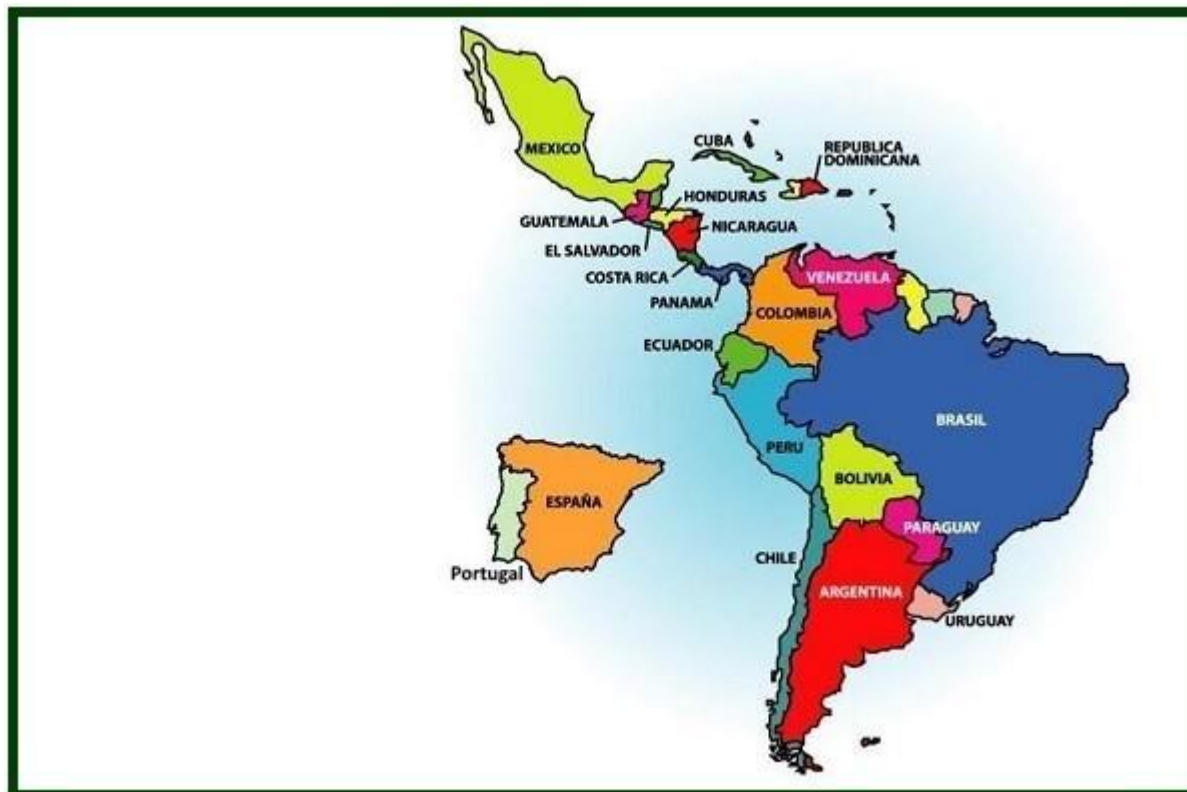 MEXICO
CUBA
REPUBLICA
DOMINICANA
HONDURAS
GUATEMALA
NICARAGUA
EL SALVADOR
COSTA RICA
PANAMA
VENEZUELA
COLOMBIA
ECUADOR
BRASIL
PERU
BOLIVIA
ESPAÑA
PARAGUAY
CHILE
Portugal
ARGENTINA
URUGUAY